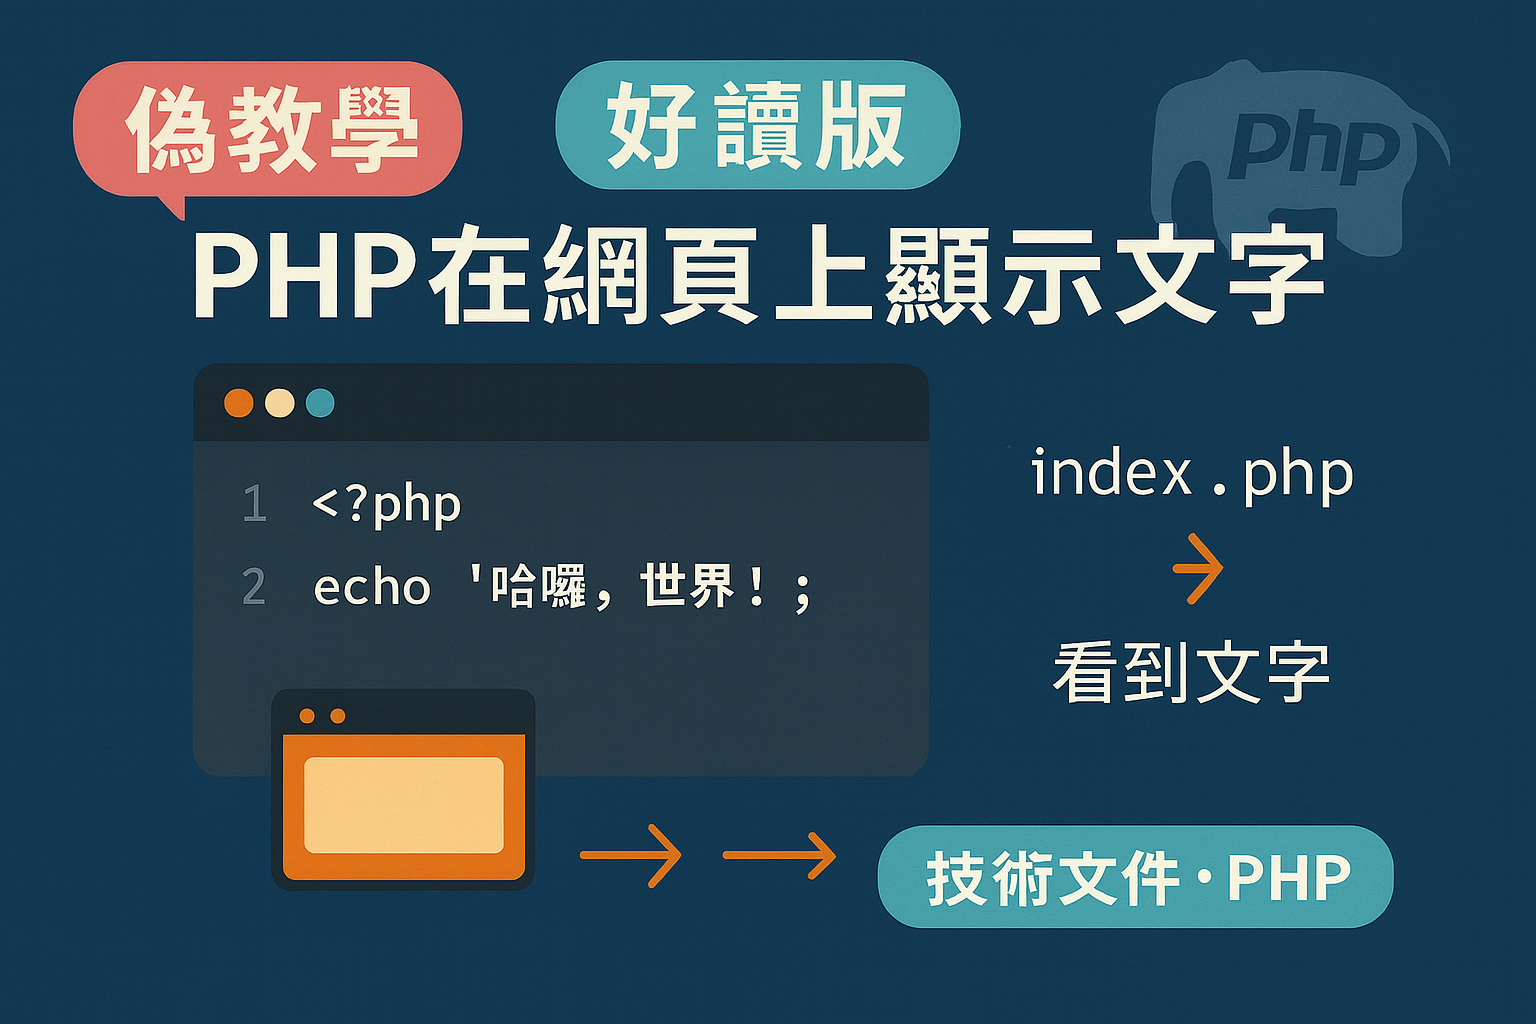 偽教學
好讀版
php
PHP在網頁上顯示文字
1 <?php
2 echo '哈囉，世界！;
index.php
看到文字
技術文件·PHP